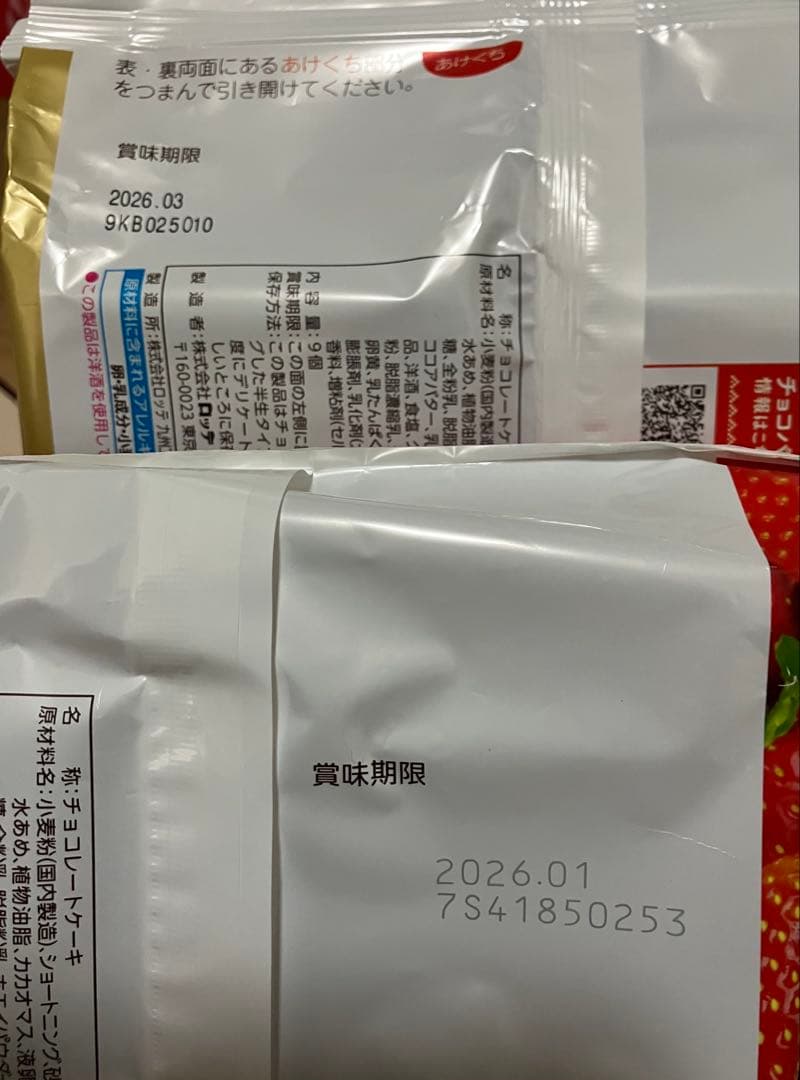 表・裏両面にあるあけくち部分
をつまんで引き開けてください。
あけくち
賞味期限
2026.03
9KB025010
名 称:チョコレートケ
原材料名:小麦粉(国内製造
水あめ、植物油脂
糖、全粉乳、脱脂
ココアバター、乳
品、洋酒、食塩、
粉、脱脂濃縮乳、
卵黄、乳たんぱく
膨脹剤、乳化剤(
香料、増粘剤(セル
内 容 量:9個
賞味期限:この面の左側に
保存方法:この製品はチョ
グした半生タイ
度にデリケート
しいところに保存
製 造 者:株式会社ロッテ
〒160-0023 東京
製 造 所:株式会社ロッテ 九州
原材料に含まれるアレルギ
卵・乳成分・小
●この製品は洋酒を使用して
チョコパ
情報はこ
名 称:チョコレートケーキ
原材料名:小麦粉(国内製造)、ショートニング、砂
水あめ、植物油脂、カカオマス、液卵
賞味期限
2026.01
7S41850253